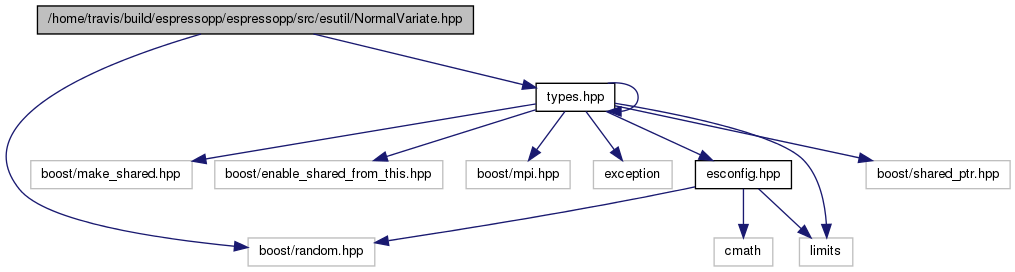 /home/travis/build/espressopp/espressopp/src/esutil/NormalVariate.hpp
types.hpp
boost/make_shared.hpp
boost/enable_shared_from_this.hpp
boost/mpi.hpp
exception
esconfig.hpp
boost/shared_ptr.hpp
boost/random.hpp
cmath
limits